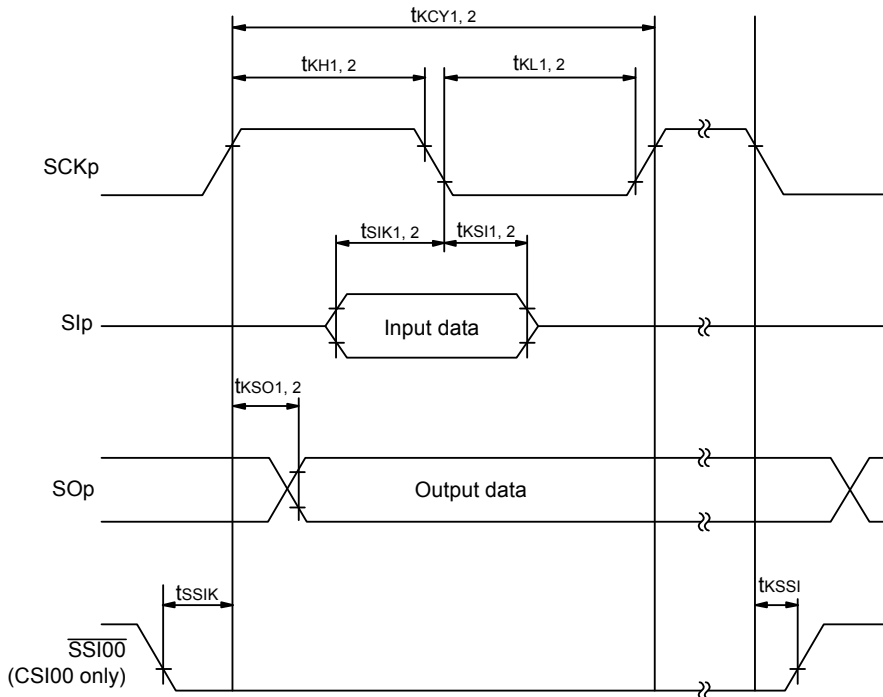 tKCY1, 2
tKH1, 2
tKL1, 2
SCKp
tSIK1, 2
tKSI1, 2
SIp
Input data
tKSO1, 2
SOp
Output data
tSSIK
tKSSI
SSI00
(CSI00 only)